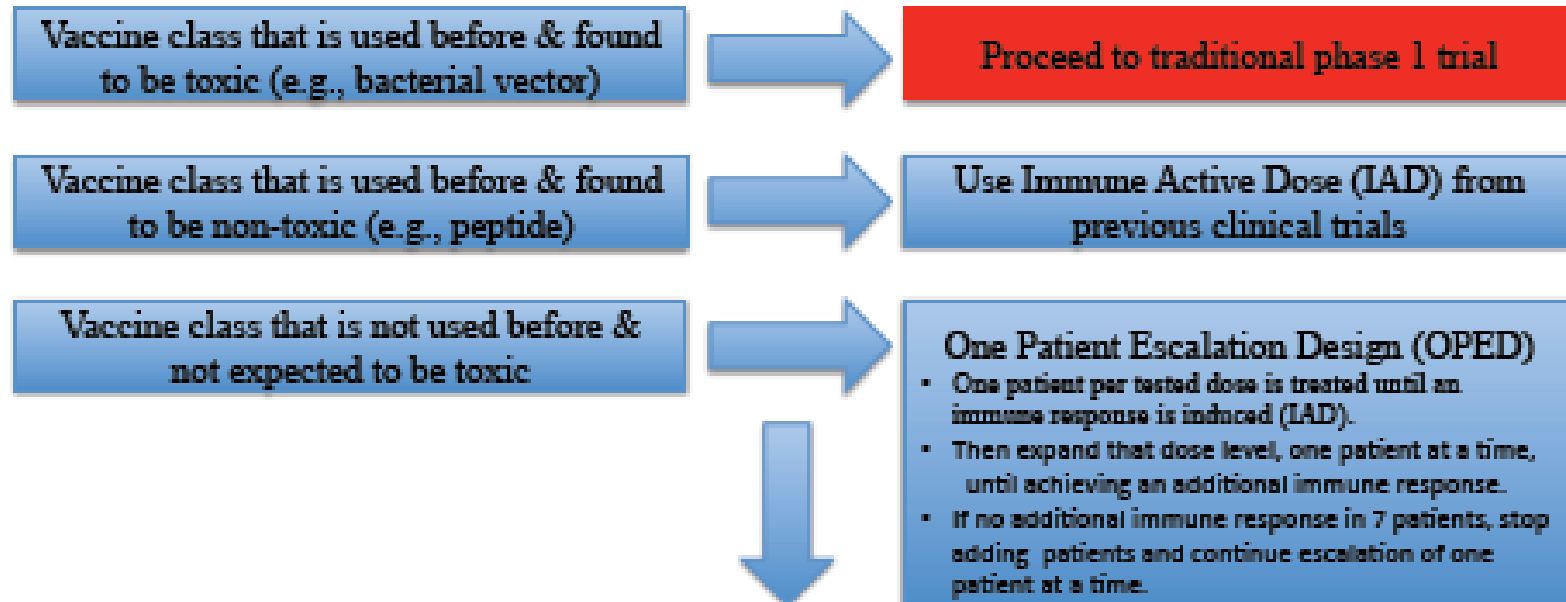 Vaccine class that is used before & found
to be toxic (e.g., bacterial vector)
Proceed to traditional phase 1 trial
Vaccine class that is used before & found
to be non-toxic (e.g., peptide)
Use Immune Active Dose (IAD) from
previous clinical trials
Vaccine class that is not used before &
not expected to be toxic
One Patient Escalation Design (OPED)
• One patient per tested dose is treated until an
immune response is induced (IAD).
• Then expand that dose level, one patient at a time,
until achieving an additional immune response.
• If no additional immune response in 7 patients, stop
adding patients and continue escalation of one
patient at a time.